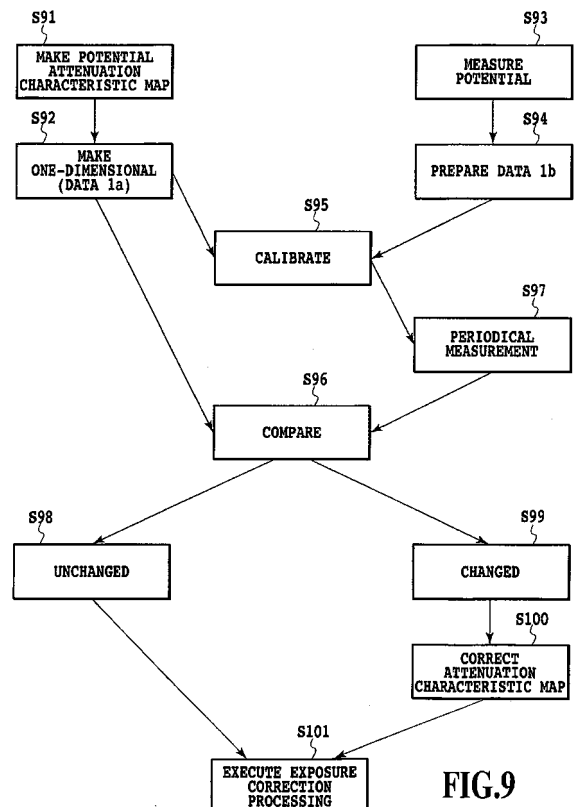 S91
MAKE POTENTIAL
ATTENUATION
CHARACTERISTIC MAP
S93
MEASURE
POTENTIAL
S92
MAKE
ONE-DIMENSIONAL
(DATA 1a)
S94
PREPARE DATA 1b
S95
CALIBRATE
S97
PERIODICAL
MEASUREMENT
S96
COMPARE
S98
UNCHANGED
S99
CHANGED
S100
CORRECT
ATTENUATION
CHARACTERISTIC MAP
S101
EXECUTE EXPOSURE
CORRECTION
PROCESSING
FIG.9